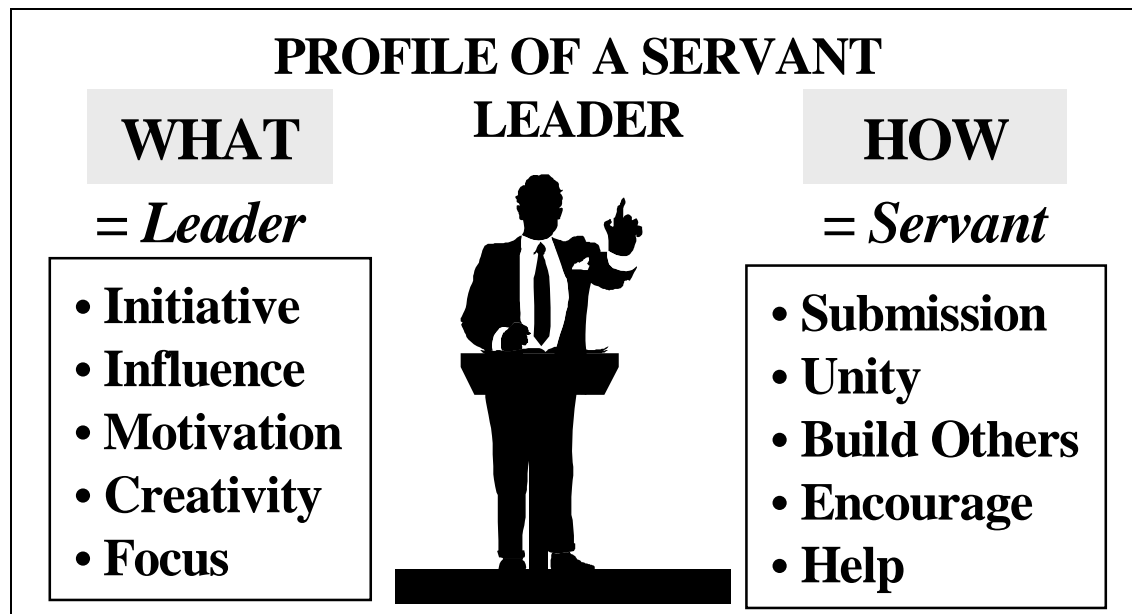 PROFILE OF A SERVANT
LEADER
WHAT
= Leader
• Initiative
• Influence
• Motivation
• Creativity
• Focus
HOW
= Servant
• Submission
• Unity
• Build Others
• Encourage
• Help